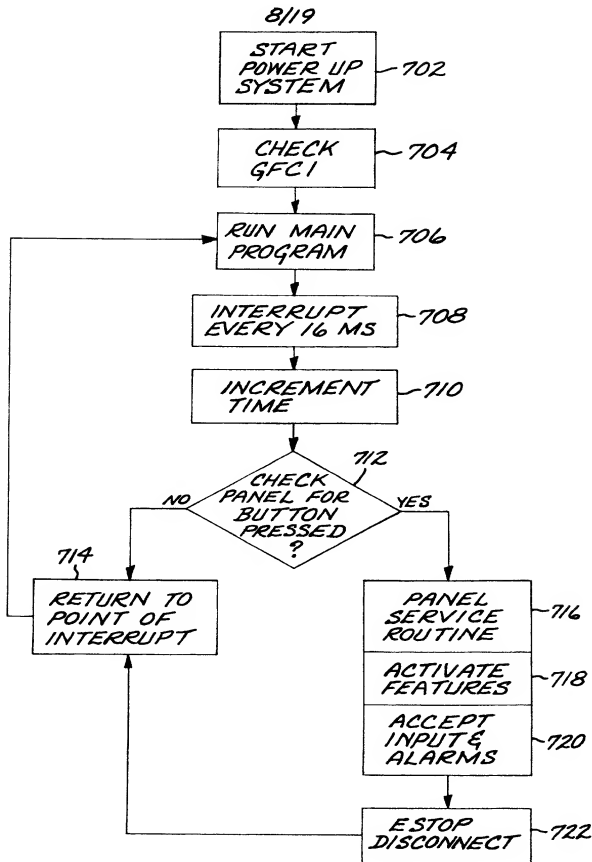 8/19
START
POWER UP
SYSTEM
702
CHECK
GFCI
704
RUN MAIN
PROGRAM
706
INTERRUPT
EVERY 16 MS
708
INCREMENT
TIME
710
712
CHECK
PANEL FOR
BUTTON
PRESSED
?
NO
YES
714
RETURN TO
POINT OF
INTERRUPT
PANEL
SERVICE
ROUTINE
716
ACTIVATE
FEATURES
718
ACCEPT
INPUT &
ALARMS
720
ESTOP
DISCONNECT
722